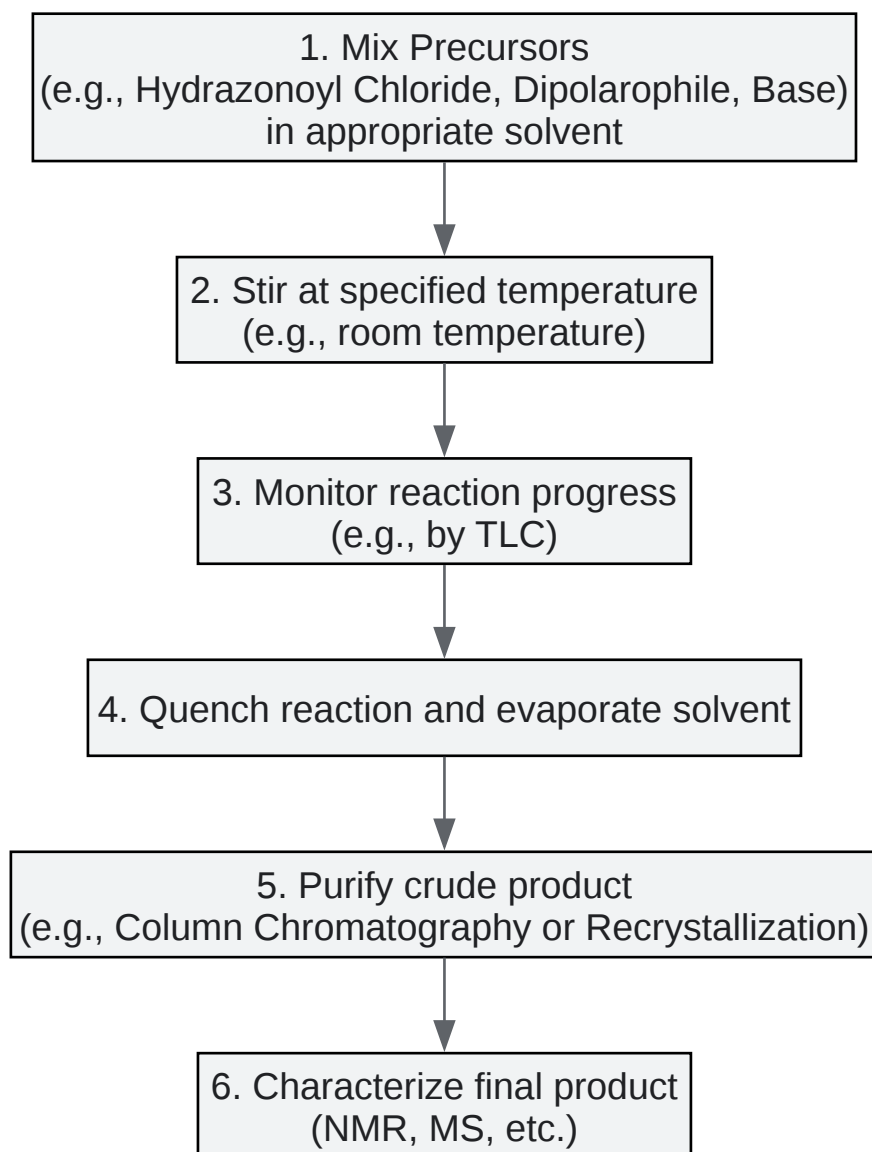 1. Mix Precursors
(e.g., Hydrazonoyl Chloride, Dipolarophile, Base)
in appropriate solvent
2. Stir at specified temperature
(e.g., room temperature)
3. Monitor reaction progress
(e.g., by TLC)
4. Quench reaction and evaporate solvent
5. Purify crude product
(e.g., Column Chromatography or Recrystallization)
6. Characterize final product
(NMR, MS, etc.)